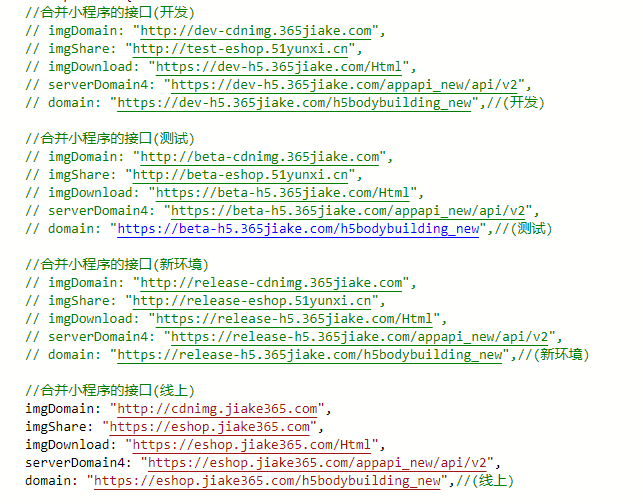 //合并小程序的接口(开发)
// imgDomain: "http://dev-cdnimg.365jiake.com",
// imgShare: "http://test-eshop.51yunxi.cn",
// imgDownload: "https://dev-h5.365jiake.com/Html",
// serverDomain4: "https://dev-h5.365jiake.com/appapi_new/api/v2",
// domain: "https://dev-h5.365jiake.com/h5bodybuilding_new",//(开发)
//合并小程序的接口(测试)
// imgDomain: "http://beta-cdnimg.365jiake.com",
// imgShare: "http://beta-eshop.51yunxi.cn",
// imgDownload: "https://beta-h5.365jiake.com/Html",
// serverDomain4: "https://beta-h5.365jiake.com/appapi_new/api/v2",
// domain: "https://beta-h5.365jiake.com/h5bodybuilding_new",//(测试)
//合并小程序的接口(新环境)
// imgDomain: "http://release-cdnimg.365jiake.com",
// imgShare: "http://release-eshop.51yunxi.cn",
// imgDownload: "https://release-h5.365jiake.com/Html",
// serverDomain4: "https://release-h5.365jiake.com/appapi_new/api/v2",
// domain: "https://release-h5.365jiake.com/h5bodybuilding_new",//(新环境)
//合并小程序的接口(线上)
imgDomain: "http://cdnimg.jiake365.com",
imgShare: "https://eshop.jiake365.com",
imgDownload: "https://eshop.jiake365.com/Html",
serverDomain4: "https://eshop.jiake365.com/appapi_new/api/v2",
domain: "https://eshop.jiake365.com/h5bodybuilding_new",//(线上)